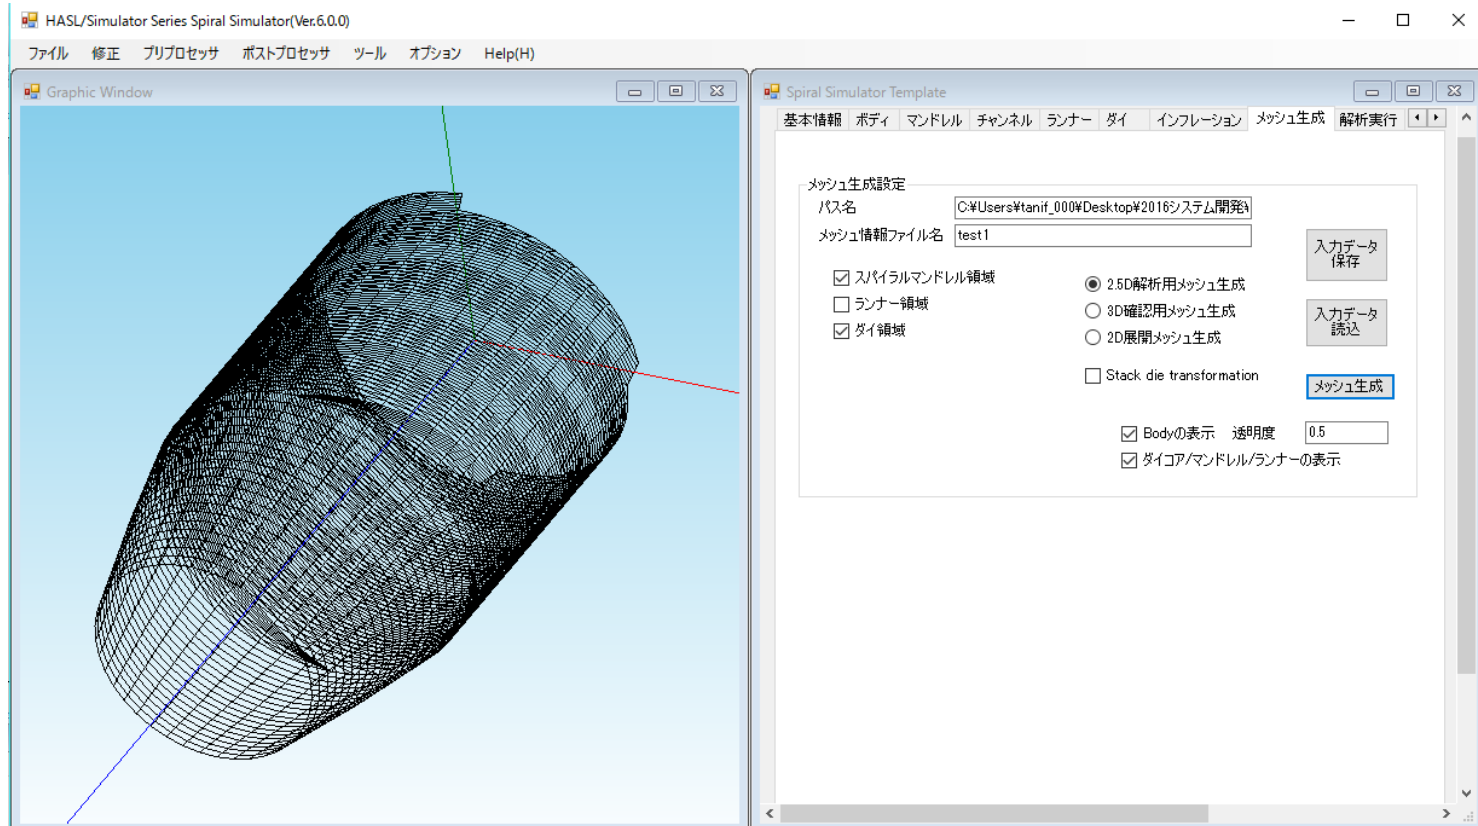 HASL/Simulator Series Spiral Simulator(Ver.6.0.0)
ファイル 修正 プリプロセッサ ポストプロセッサ ツール オプション Help(H)
Graphic Window
Spiral Simulator Template
基本情報 ボディ マンドレル チャンネル ランナー ダイ インフレーション メッシュ生成 解析実行
メッシュ生成設定
パス名 C:¥Users¥tanif_000¥Desktop¥2016システム開発¥
メッシュ情報ファイル名 test1
入力データ
保存
スパイラルマンドレル領域
ランナー領域
ダイ領域
2.5D解析用メッシュ生成
3D確認用メッシュ生成
2D展開メッシュ生成
入力データ
読込
Stack die transformation
メッシュ生成
Bodyの表示 透明度 0.5
ダイコア/マンドレル/ランナーの表示